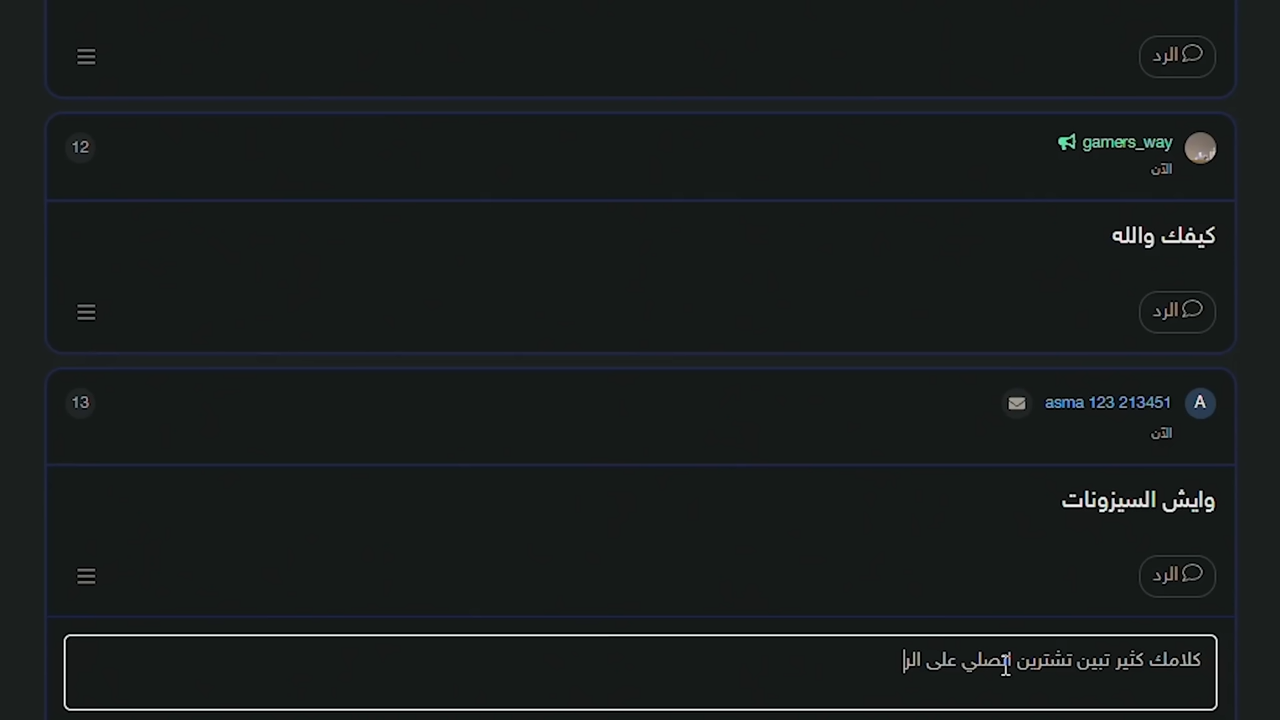 الرد
gamers_way
12
الآن
كيفك والله
الرد
asma 123 213451
A
13
الآن
وايش السيزونات
الرد
كلامك كثير تبين تشترين اتصلي على الر